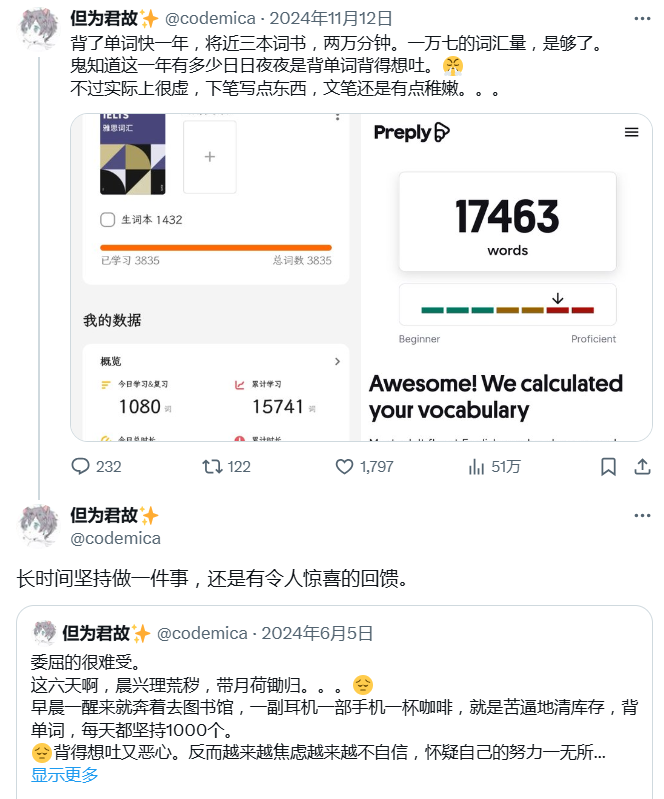 但为君故✨ @codemica · 2024年11月12日
背了单词快一年，将近三本词书，两万分钟。一万七的词汇量，是够了。
鬼知道这一年有多少日日夜夜是背单词背得想吐。😤
不过实际上很虚，下笔写点东西，文笔还是有点稚嫩。。。
IELTS
雅思词汇
+
生词本 1432
已学习 3835
总词数 3835
我的数据
概览
今日学习&复习
累计学习
1080 词
15741 词
今日总时长
累计时长
Preply
17463
words
Beginner
Proficient
Awesome! We calculated
your vocabulary
232
122
1,797
51万
但为君故✨
@codemica
长时间坚持做一件事，还是有令人惊喜的回馈。
但为君故✨ @codemica · 2024年6月5日
委屈的很难受。
这六天啊，晨兴理荒秽，带月荷锄归。。。😔
早晨一醒来就奔着去图书馆，一副耳机一部手机一杯咖啡，就是苦逼地清库存，背
单词，每天都坚持1000个。
😔背得想吐又恶心。反而越来越焦虑越来越不自信，怀疑自己的努力一无所...
显示更多